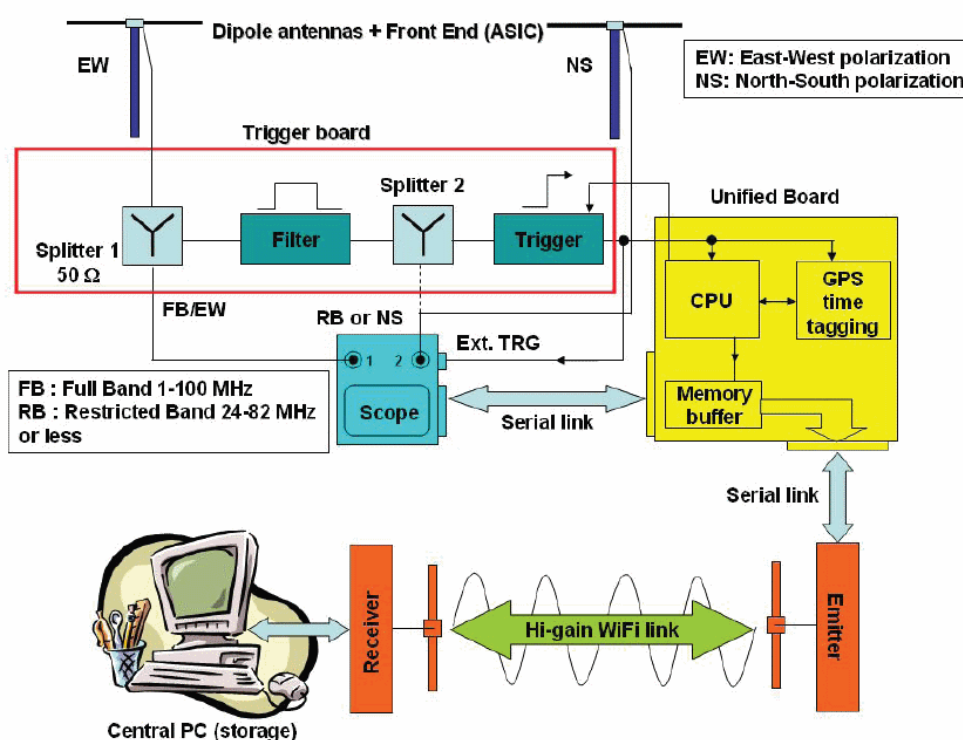 Dipole antennas + Front End (ASIC)
EW
NS
EW: East-West polarization
NS: North-South polarization
Trigger board
Splitter 2
Unified Board
Filter
Trigger
Splitter 1
50 Ω
CPU
GPS
time
tagging
FB/EW
RB or NS
Ext. TRG
1
2
FB : Full Band 1-100 MHz
RB : Restricted Band 24-82 MHz
or less
Scope
Memory
buffer
Serial link
Serial link
Receiver
Hi-gain WiFi link
Emitter
Central PC (storage)